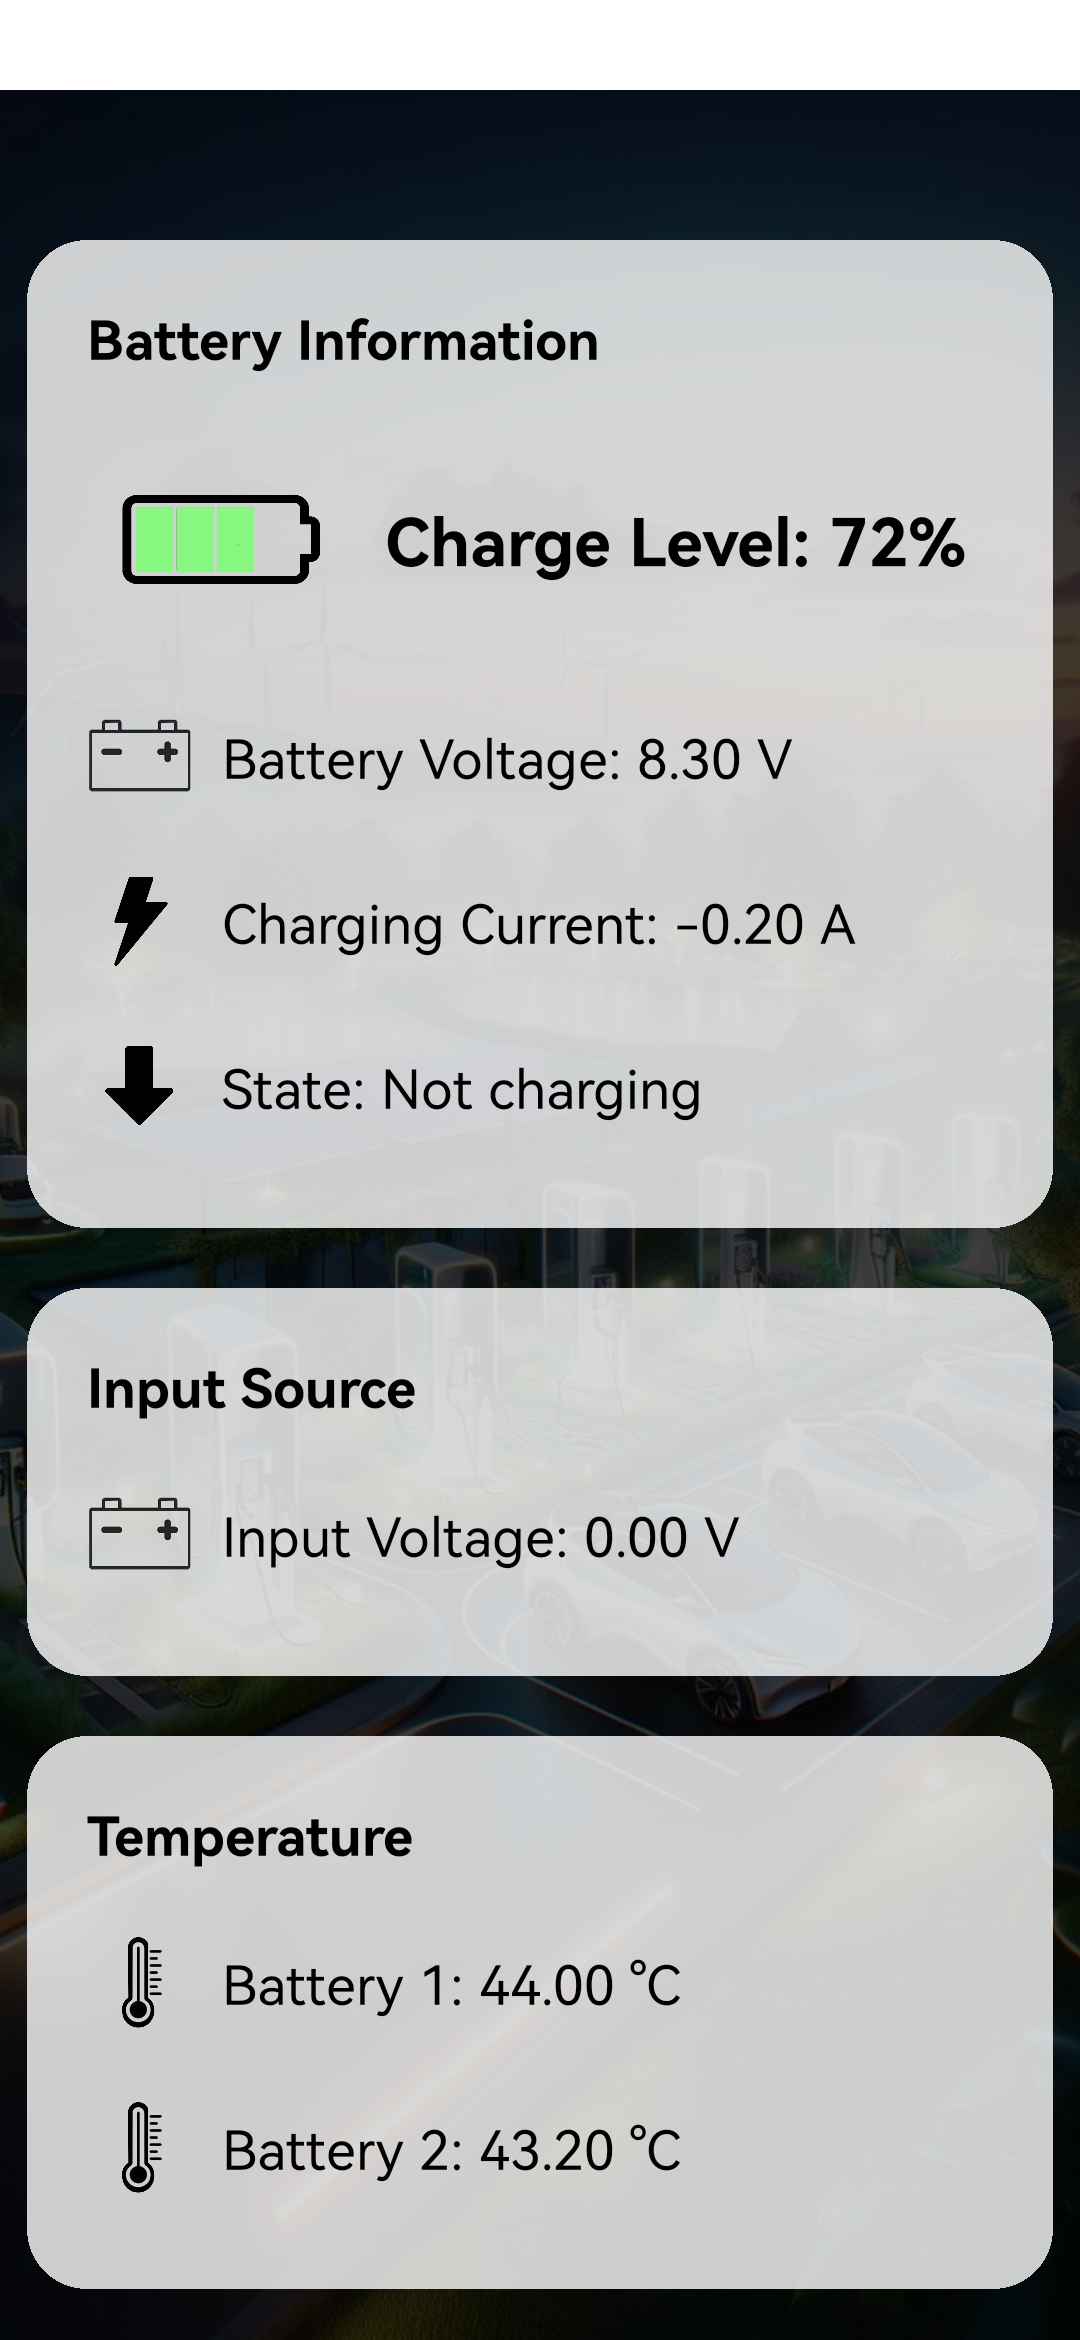 Battery Information
Charge Level: 72%
Battery Voltage: 8.30 V
Charging Current: -0.20 A
State: Not charging
Input Source
Input Voltage: 0.00 V
Temperature
Battery 1: 44.00 °C
Battery 2: 43.20 °C